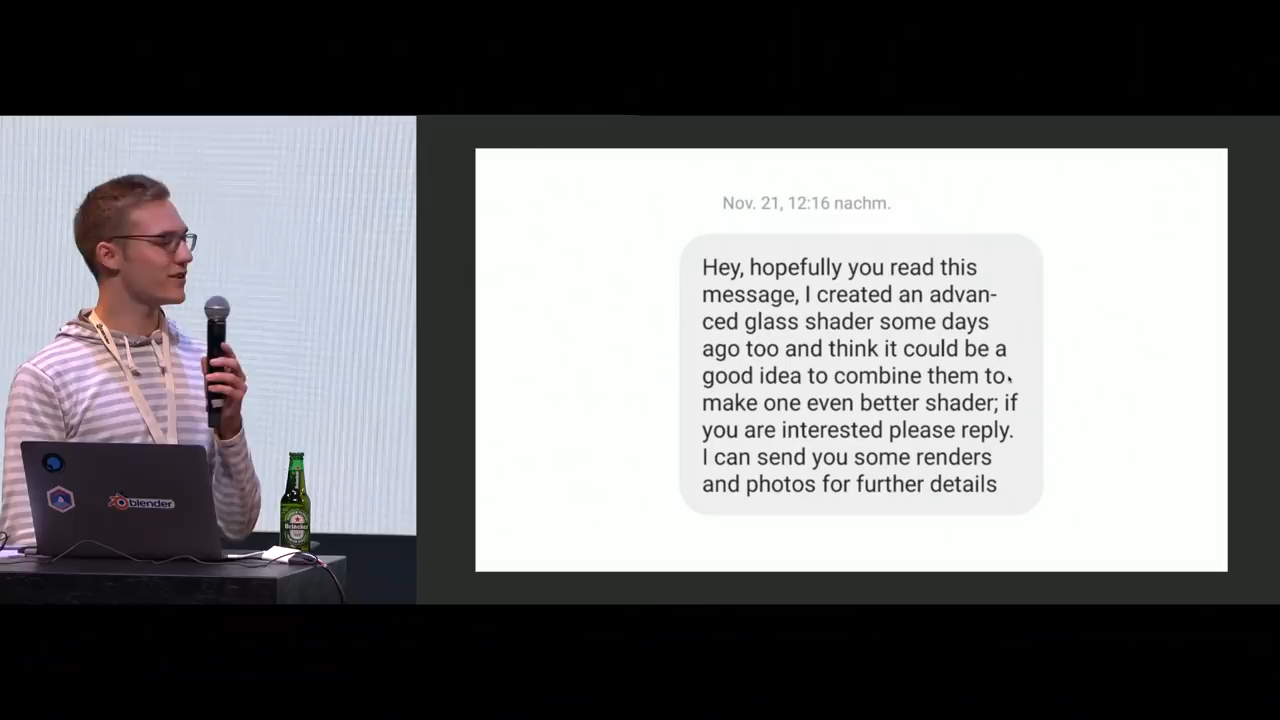 Nov. 21, 12:16 nachm.
Hey, hopefully you read this
message, I created an advan-
ced glass shader some days
ago too and think it could be a
good idea to combine them to
make one even better shader; if
you are interested please reply.
I can send you some renders
and photos for further details
blender
Heineken